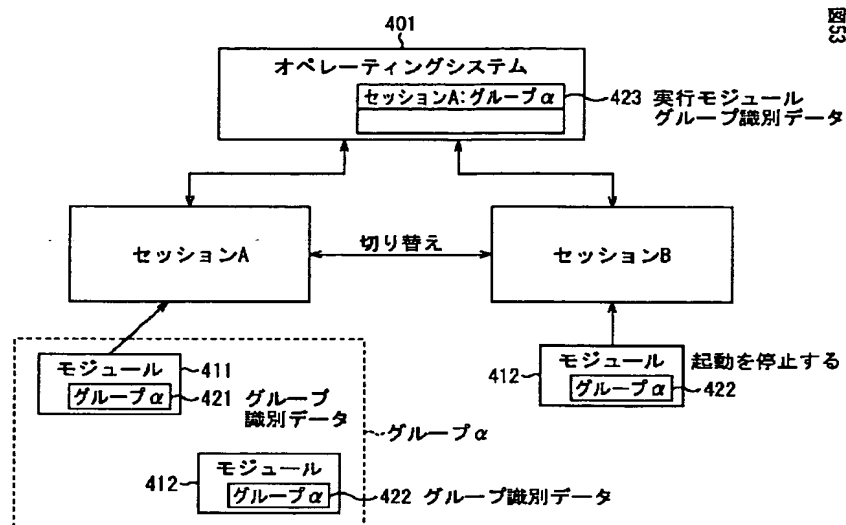 図53
401
オペレーティングシステム
セッションA:グループα
423 実行モジュール
グループ識別データ
セッションA
切り替え
セッションB
モジュール
411
グループα
421 グループ
識別データ
グループα
モジュール
412
グループα
422 グループ識別データ
モジュール
412
起動を停止する
グループα
422